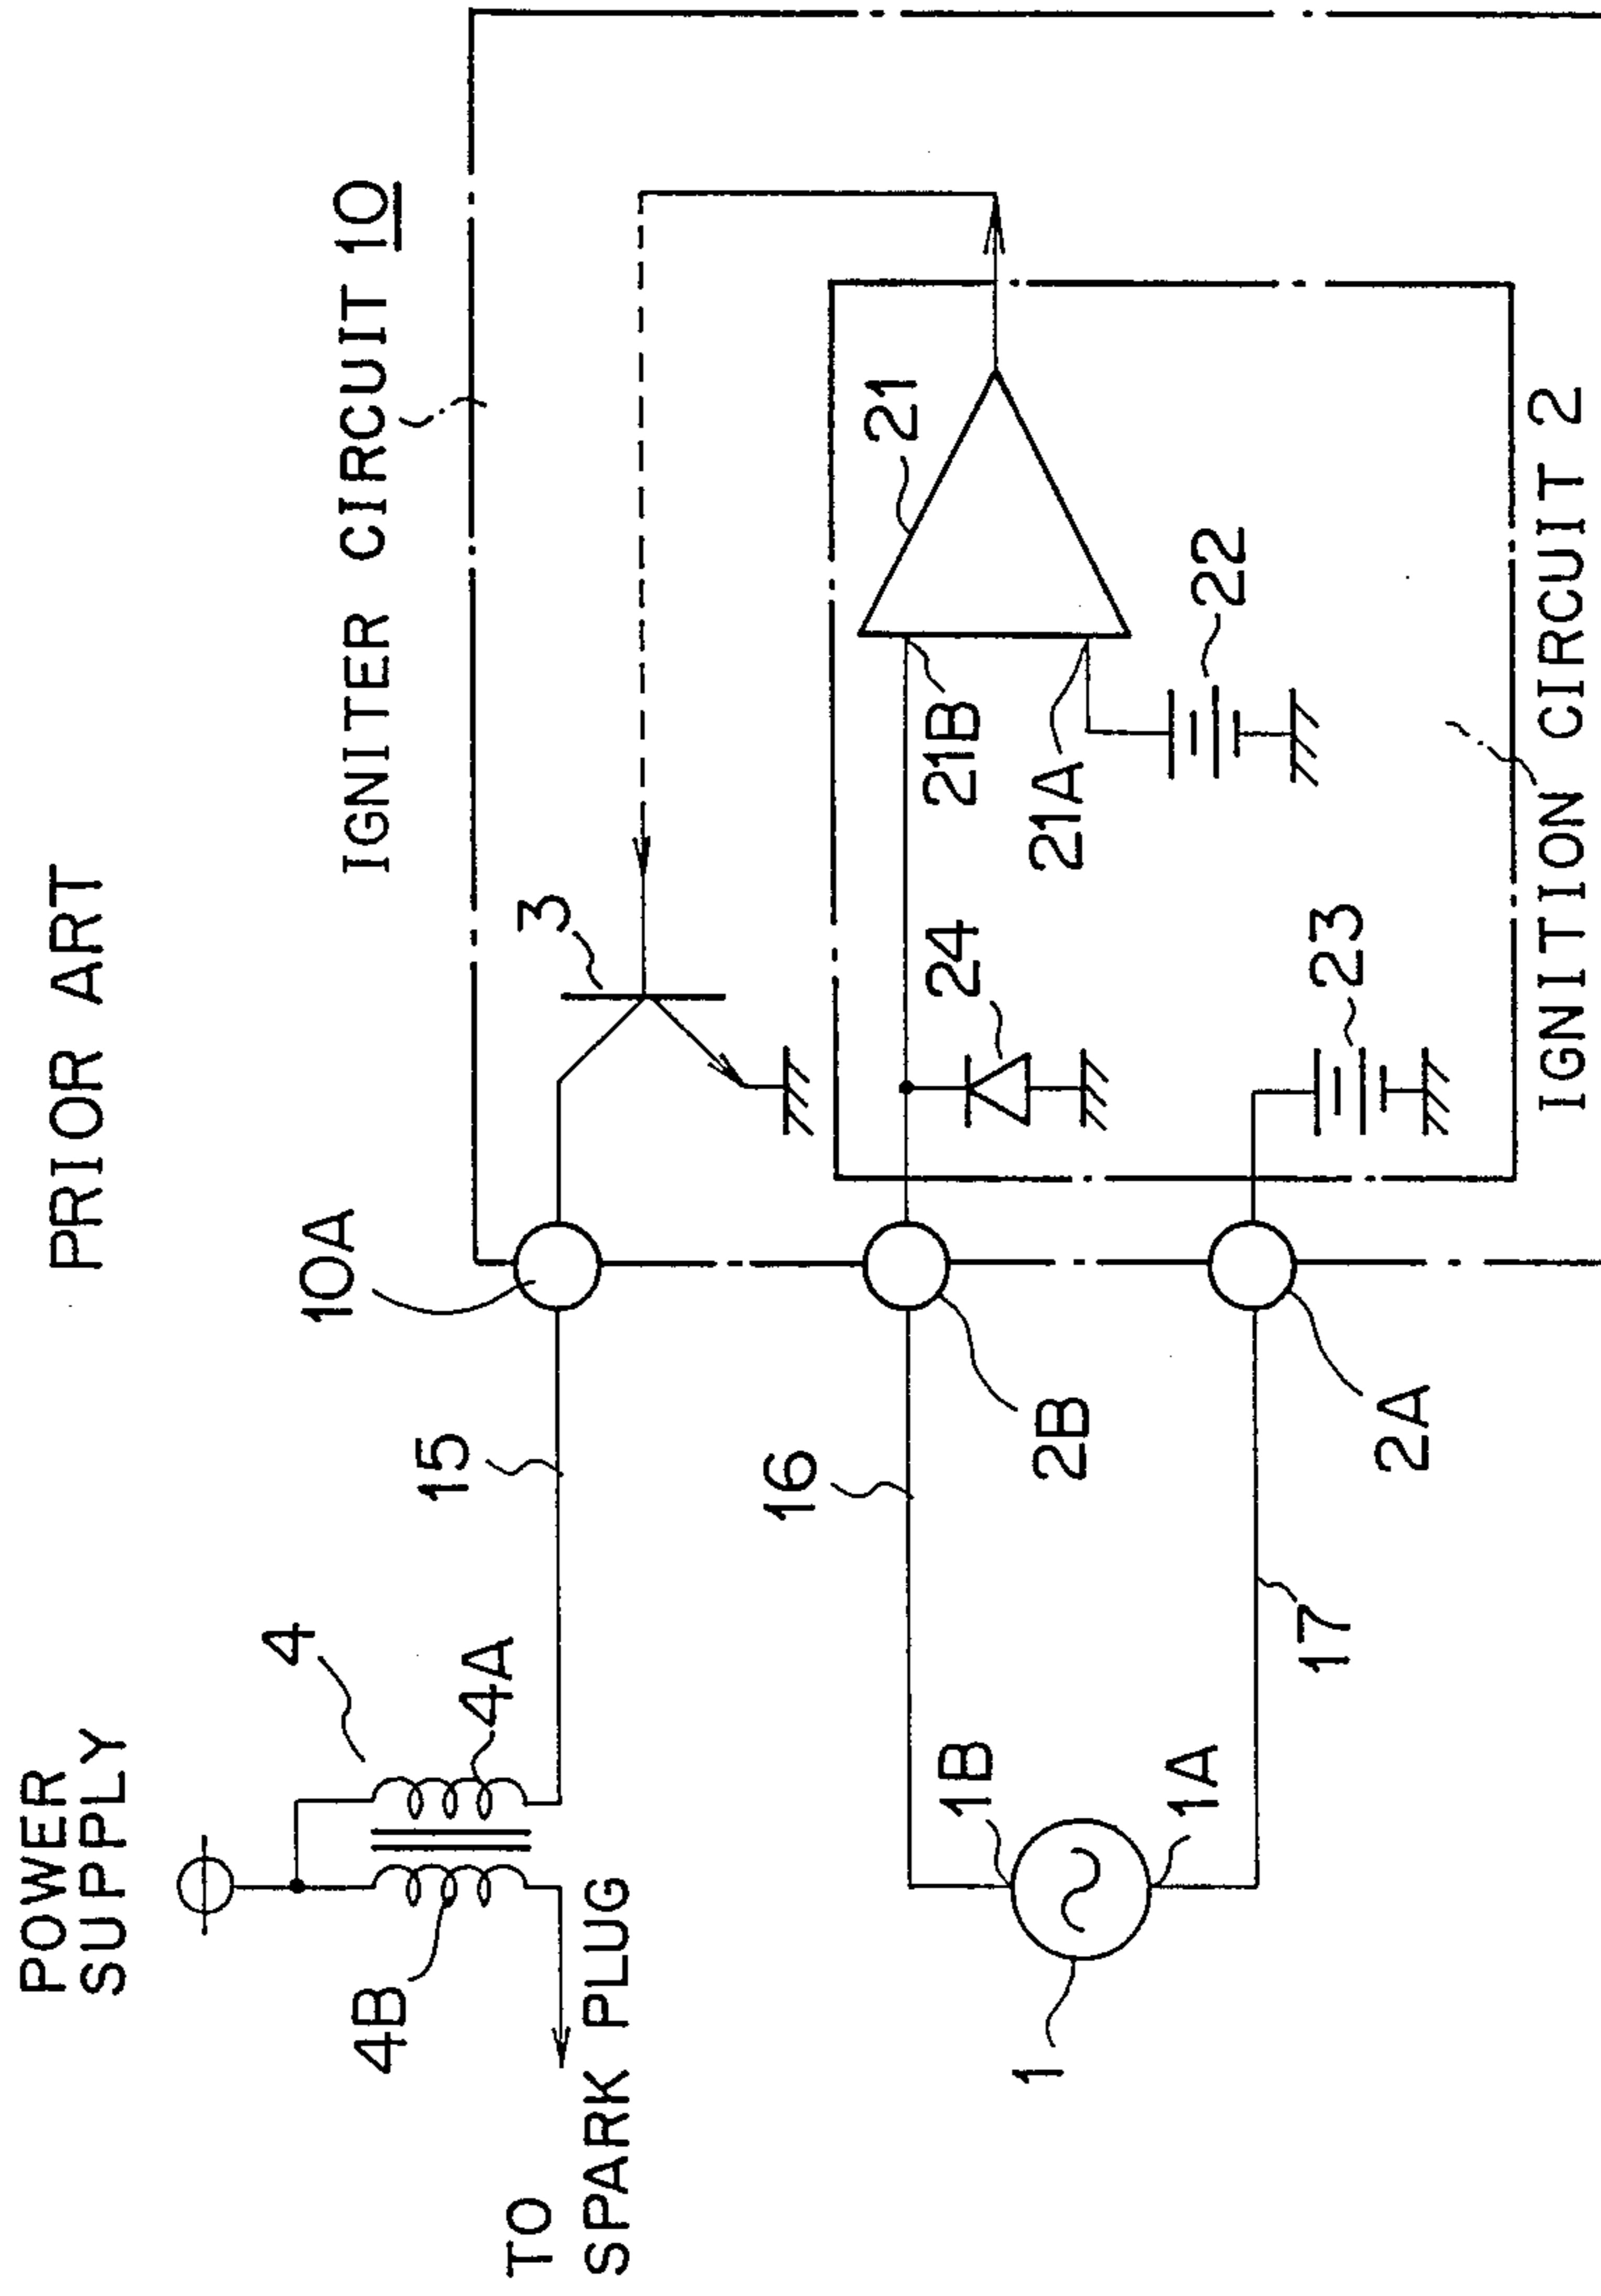 PRIOR ART
POWER
SUPPLY
IGNITER CIRCUIT 10
4
10A
4B
4A
15
3
TO
SPARK PLUG
16
21
1B
2B
24
21B
1
1A
21A
22
17
2A
23
IGNITION CIRCUIT 2